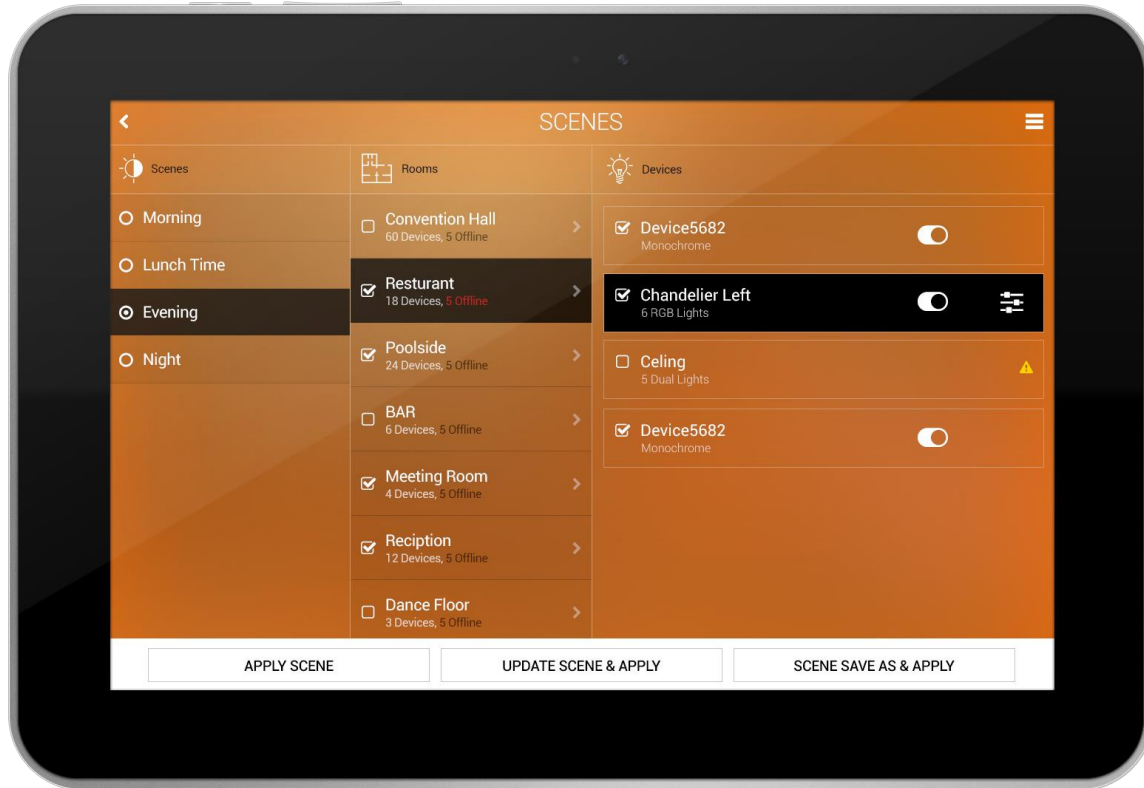 SCENES
Scenes
Rooms
Devices
Morning
Lunch Time
Evening
Night
Convention Hall
60 Devices, 5 Offline
Resturant
18 Devices, 5 Offline
Poolside
24 Devices, 5 Offline
BAR
6 Devices, 5 Offline
Meeting Room
4 Devices, 5 Offline
Reciption
12 Devices, 5 Offline
Dance Floor
3 Devices, 5 Offline
Device5682
Monochrome
Chandelier Left
6 RGB Lights
Celing
5 Dual Lights
Device5682
Monochrome
APPLY SCENE
UPDATE SCENE & APPLY
SCENE SAVE AS & APPLY